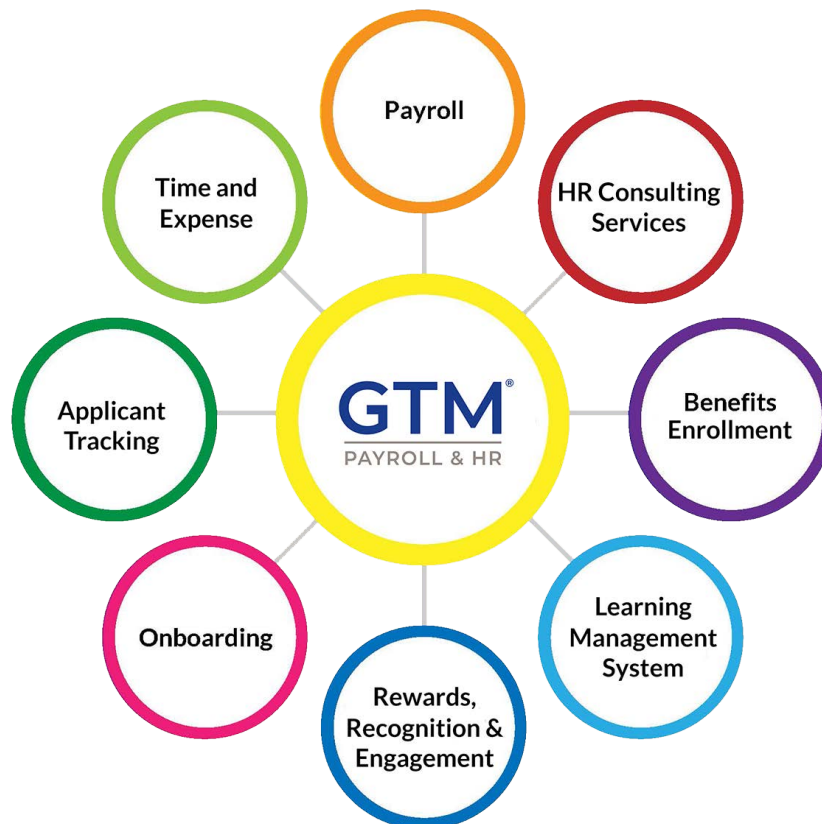 Payroll
HR Consulting
Services
Benefits
Enrollment
Learning
Management
System
Rewards,
Recognition &
Engagement
Onboarding
Applicant
Tracking
Time and
Expense
GTM®
PAYROLL & HR